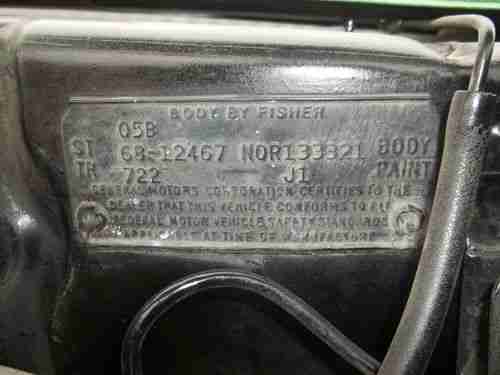 BODY BY FISHER
05B
ST 68-12467 NOR133321 BODY
TR 722 — J1 PAINT
GENERAL MOTORS CORPORATION CERTIFIES TO THE
DEALER THAT THIS VEHICLE CONFORMS TO ALL
FEDERAL MOTOR VEHICLE SAFETY STANDARDS
APPLICABLE AT TIME OF MANUFACTURE